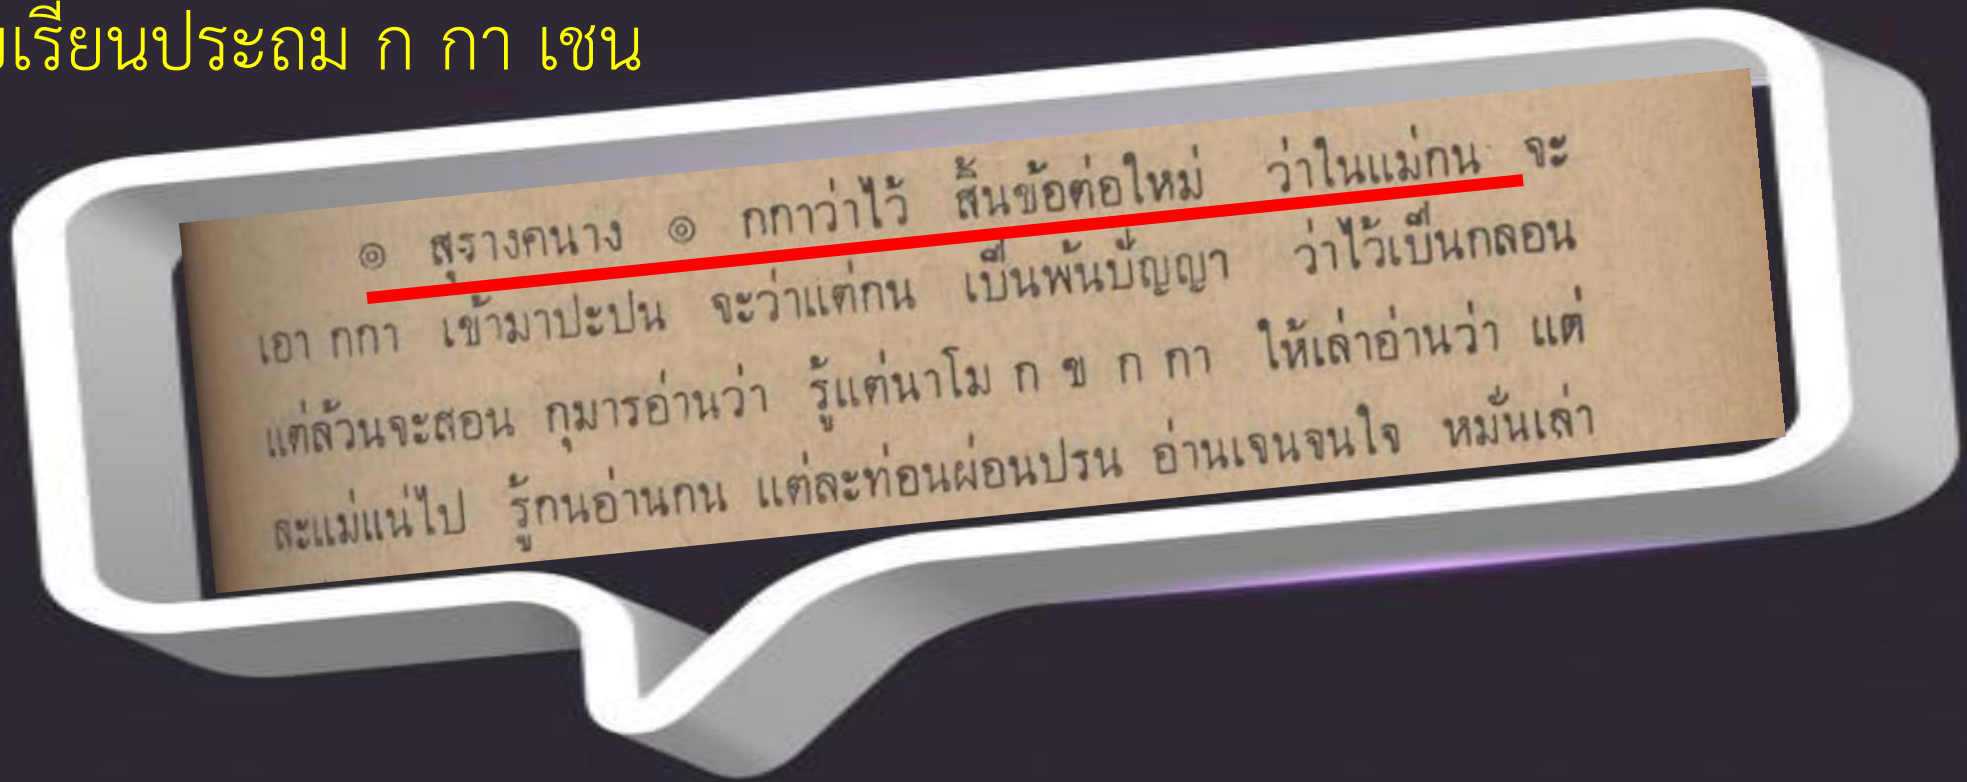 เรียนประถม ก กา เชน
๏ สุรางคนาง ๏ กกาว่าไว้ สิ้นข้อต่อใหม่ ว่าในแม่กน จะ
เอา กกา เข้ามาปะปน จะว่าแต่กน เป็นพ้นปัญญา ว่าไว้เป็นกลอน
แต่ล้วนจะสอน กุมารอ่านว่า รู้แต่นาโม ก ข ก กา ให้เล่าอ่านว่า แต่
ละแม่แน่ไป รู้กนอ่านกน แต่ละท่อนผ่อนปรน อ่านเจนจนใจ หมั่นเล่า